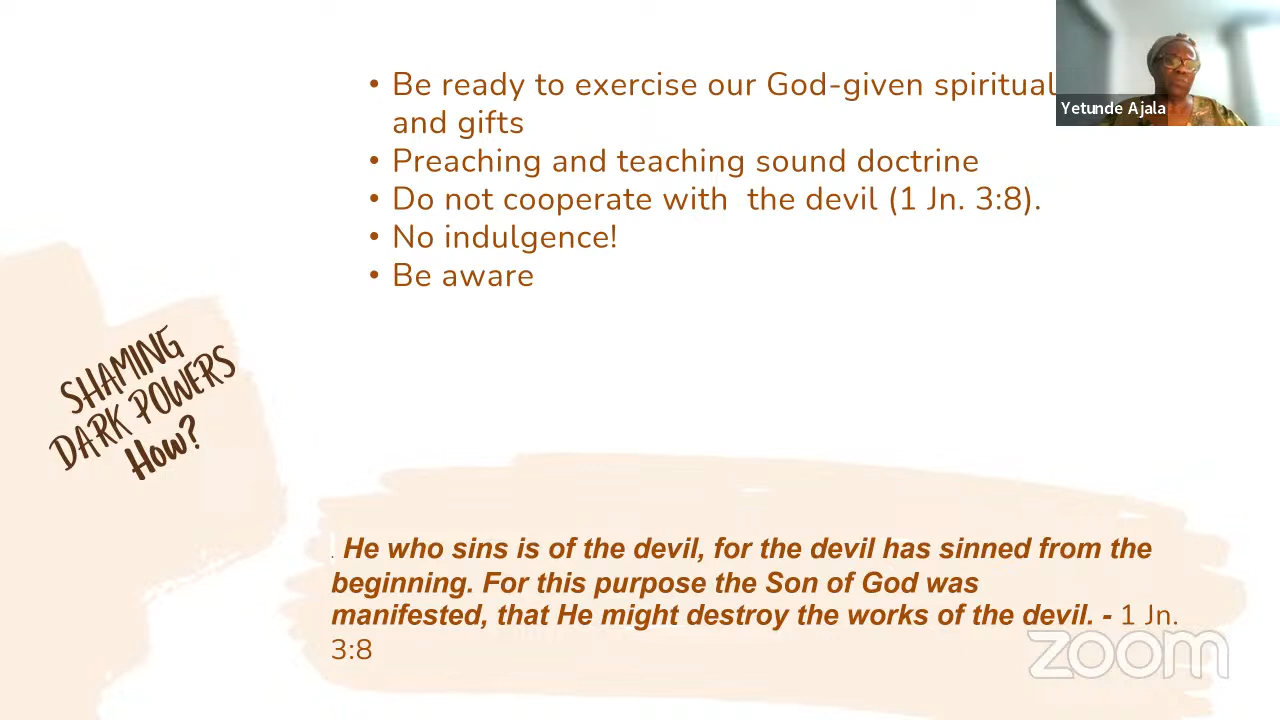 • Be ready to exercise our God-given spiritual
and gifts
• Preaching and teaching sound doctrine
• Do not cooperate with  the devil (1 Jn. 3:8).
• No indulgence!
• Be aware
Yetunde Ajala
SHAMING
DARK POWERS
How?
. He who sins is of the devil, for the devil has sinned from the
beginning. For this purpose the Son of God was
manifested, that He might destroy the works of the devil. - 1 Jn.
3:8
zoom